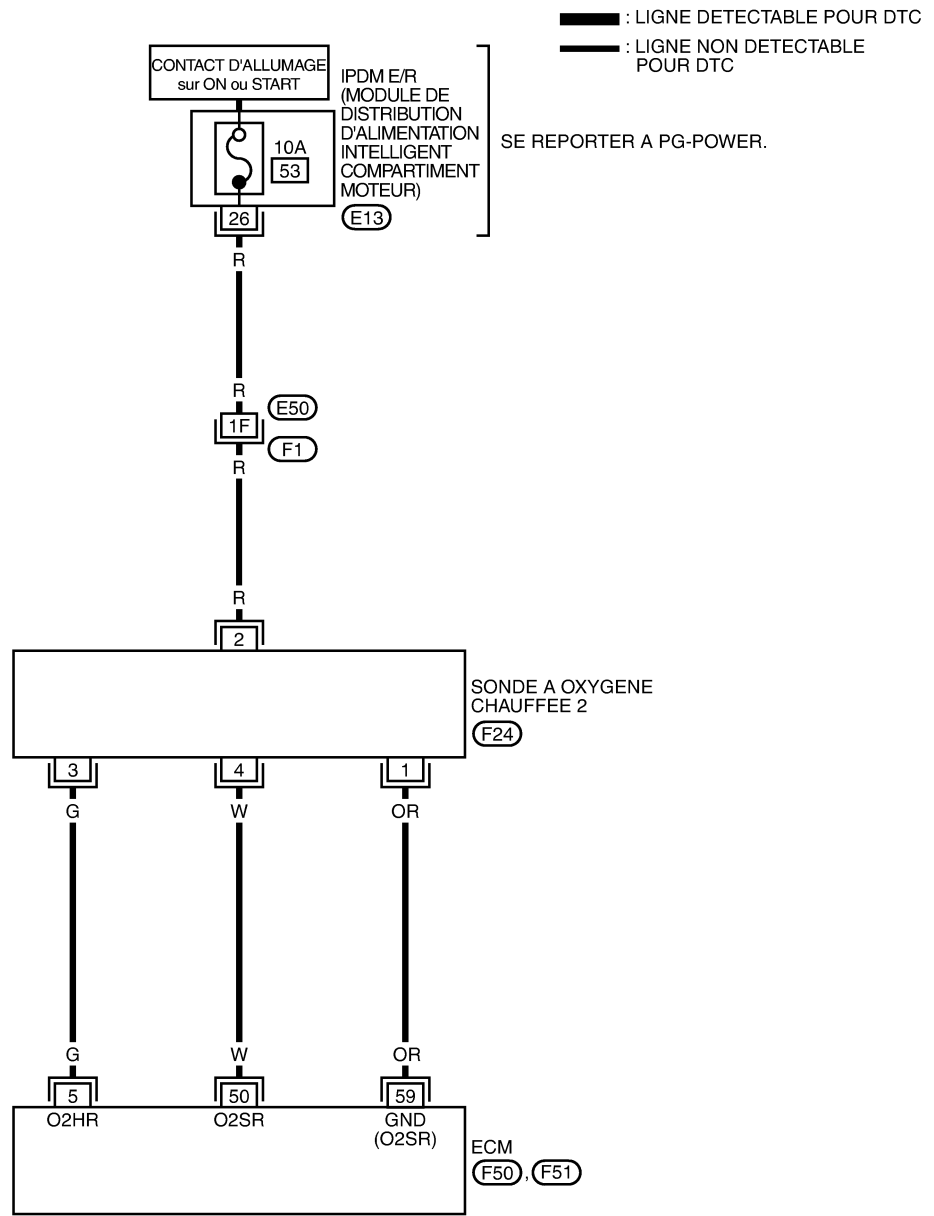 : LIGNE DETECTABLE POUR DTC
: LIGNE NON DETECTABLE
POUR DTC
CONTACT D'ALLUMAGE
sur ON ou START
IPDM E/R
(MODULE DE
DISTRIBUTION
D'ALIMENTATION
INTELLIGENT
COMPARTIMENT
MOTEUR)
E13
SE REPORTER A PG-POWER.
10A
53
26
R
R
E50
1F
F1
R
R
2
SONDE A OXYGENE
CHAUFFEE 2
F24
3 4 1
G W OR
G W OR
5 50 59
O2HR O2SR GND
(O2SR)
ECM
F50 , F51